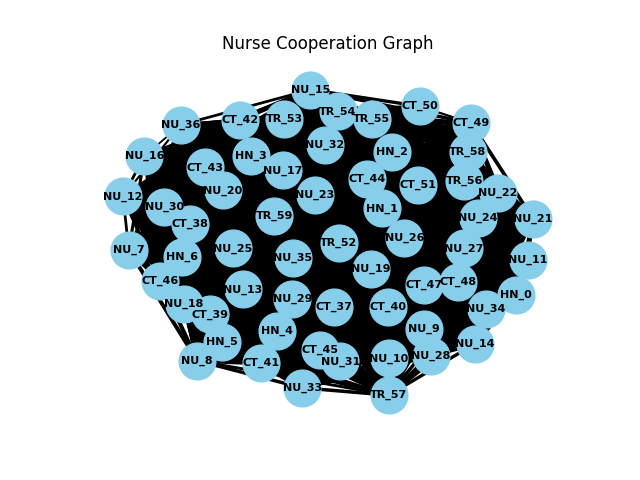 Nurse Cooperation Graph
NU_15
CT_50
TR_54
CT_42
TR_53
TR_55
CT_49
NU_36
NU_32
HN_2
TR_58
NU_16
HN_3
CT_43
NU_17
CT_44
CT_51
TR_56
NU_20
NU_23
NU_22
NU_12
NU_30
HN_1
CT_38
TR_59
NU_24
NU_21
NU_26
TR_52
NU_7
NU_25
NU_27
HN_6
NU_35
NU_11
NU_19
CT_46
CT_48
CT_47
NU_13
HN_0
NU_29
NU_18
CT_37
CT_40
NU_34
CT_39
HN_4
NU_9
HN_5
NU_14
CT_45
NU_28
NU_8
CT_41
NU_31
NU_10
NU_33
TR_57